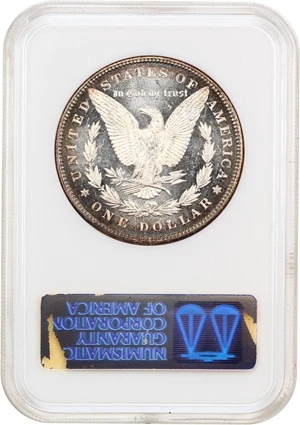 UNITED STATES OF AMERICA
In God we trust
ONE DOLLAR
NUMISMATIC
GUARANTY
CORPORATION
OF AMERICA